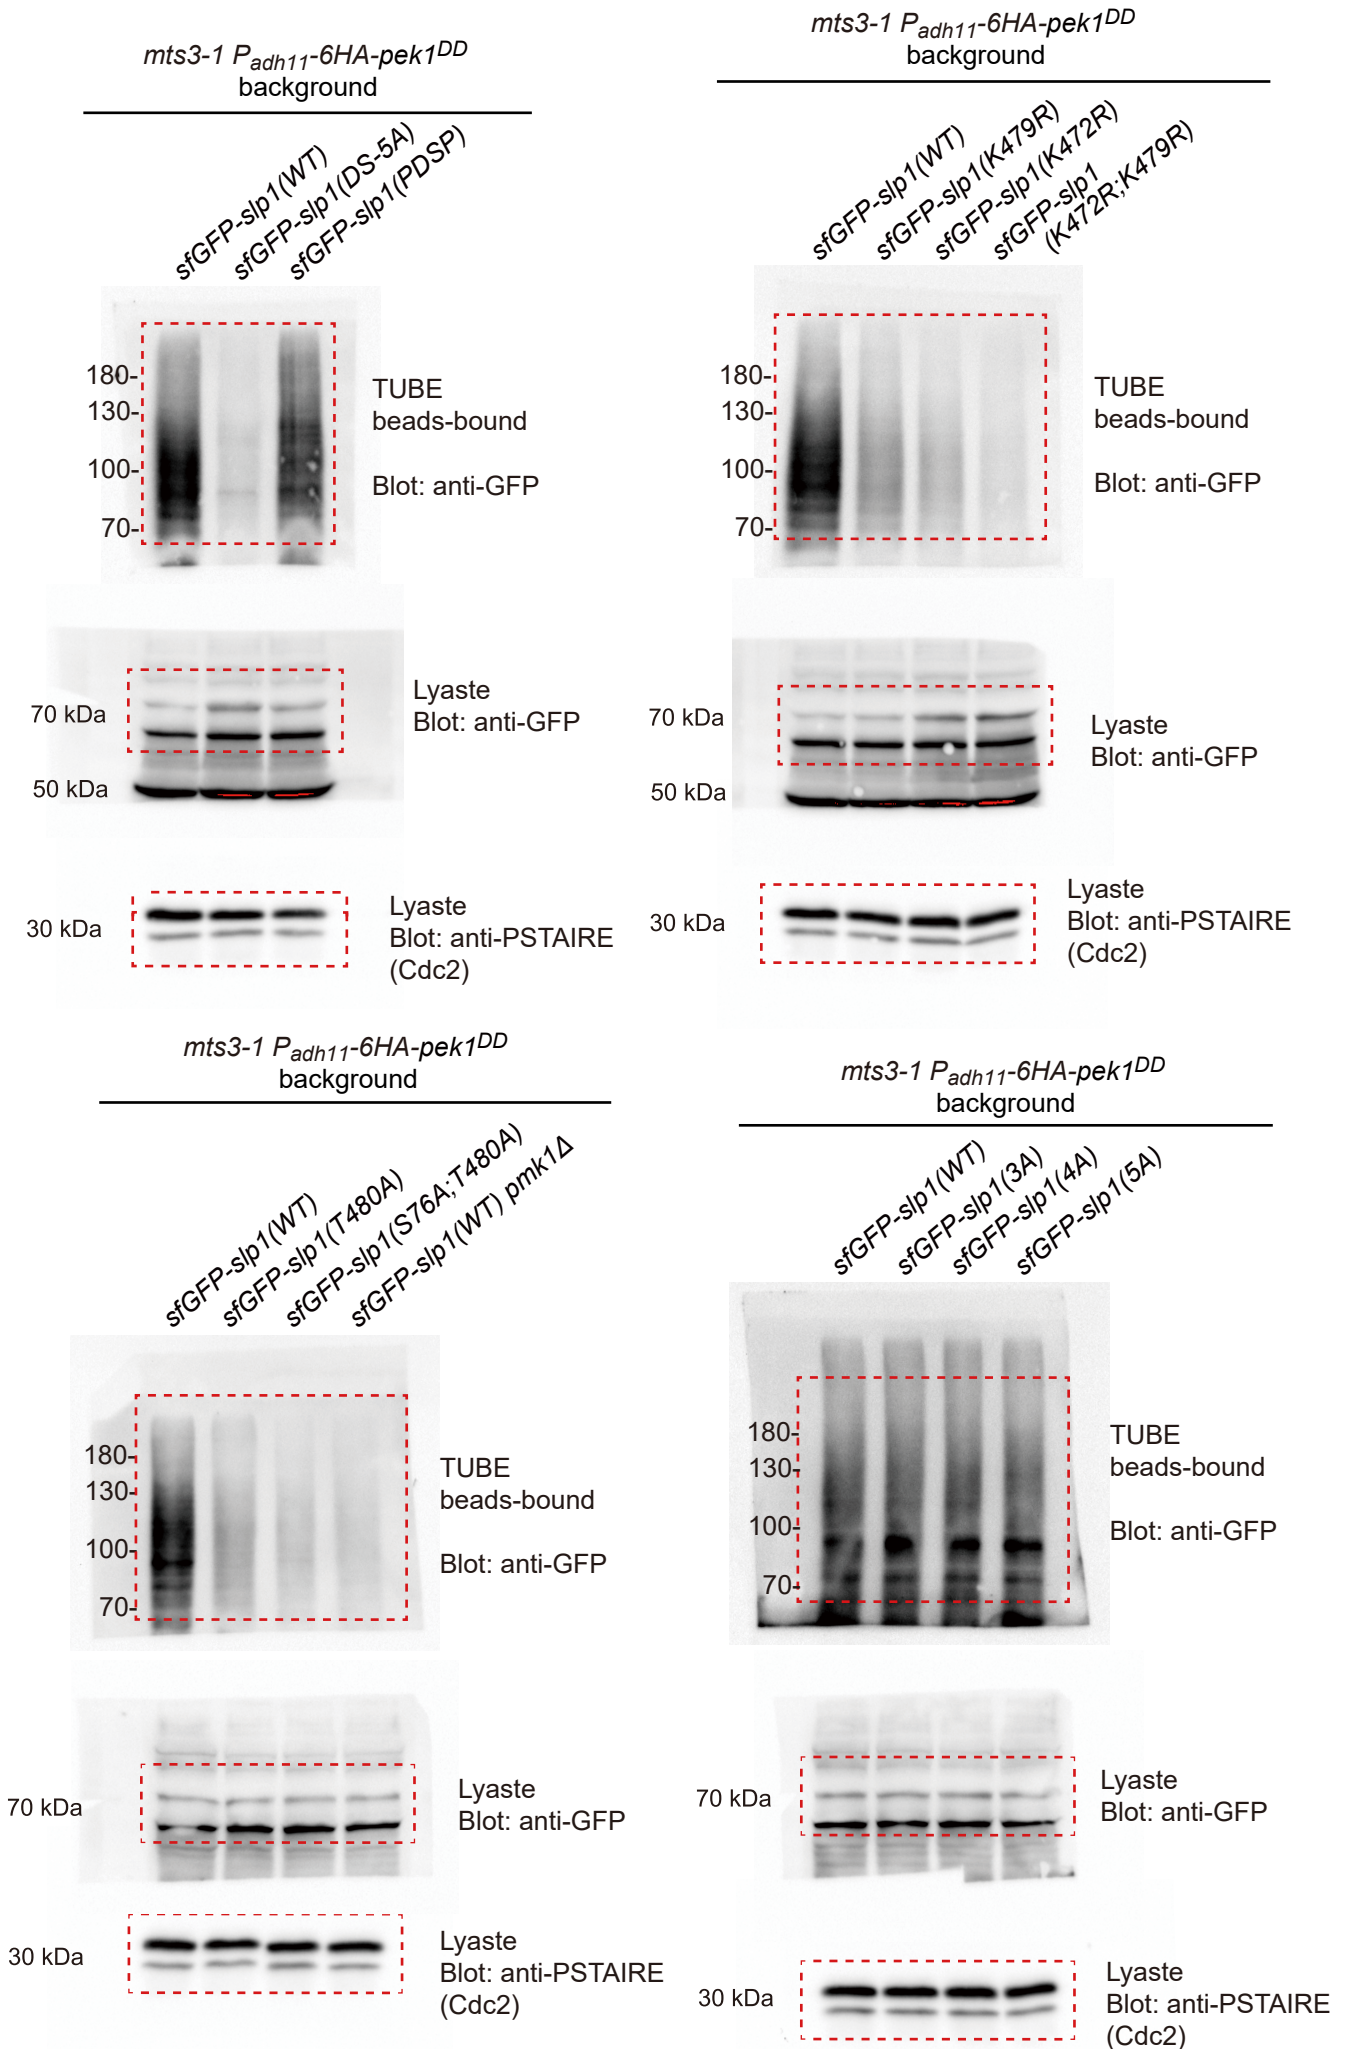 mts3-1 Padh11-6HA-pek1DD
background
sfGFP-slp1(WT)
sfGFP-slp1(DS-5A)
sfGFP-slp1(PDSP)
180-
130-
100-
70-
TUBE
beads-bound
Blot: anti-GFP
70 kDa
50 kDa
Lyaste
Blot: anti-GFP
30 kDa
Lyaste
Blot: anti-PSTAIRE
(Cdc2)
mts3-1 Padh11-6HA-pek1DD
background
sfGFP-slp1(WT)
sfGFP-slp1(K479R)
sfGFP-slp1(K472R)
sfGFP-slp1
(K472R;K479R)
180-
130-
100-
70-
TUBE
beads-bound
Blot: anti-GFP
70 kDa
50 kDa
Lyaste
Blot: anti-GFP
30 kDa
Lyaste
Blot: anti-PSTAIRE
(Cdc2)
mts3-1 Padh11-6HA-pek1DD
background
sfGFP-slp1(WT)
sfGFP-slp1(T480A)
sfGFP-slp1(S76A;T480A)
sfGFP-slp1(WT) pmk1Δ
180-
130-
100-
70-
TUBE
beads-bound
Blot: anti-GFP
70 kDa
Lyaste
Blot: anti-GFP
30 kDa
Lyaste
Blot: anti-PSTAIRE
(Cdc2)
mts3-1 Padh11-6HA-pek1DD
background
sfGFP-slp1(WT)
sfGFP-slp1(3A)
sfGFP-slp1(4A)
sfGFP-slp1(5A)
180-
130-
100-
70-
TUBE
beads-bound
Blot: anti-GFP
70 kDa
Lyaste
Blot: anti-GFP
30 kDa
Lyaste
Blot: anti-PSTAIRE
(Cdc2)